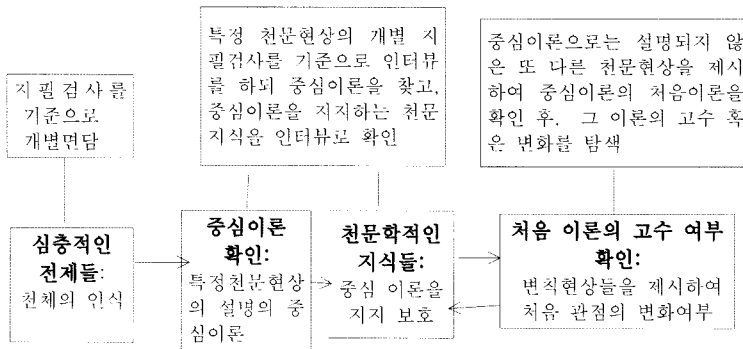 지필검사를
기준으로
개별면담
특정 천문현상의 개별 지
필검사를 기준으로 인터뷰
를 하되 중심이론을 찾고,
중심이론을 지지하는 천문
지식을 인터뷰로 확인
중심이론으로는 설명되지 않
은 또 다른 천문현상을 제시
하여 중심이론의 처음이론을
확인 후, 그 이론의 고수 혹
은 변화를 탐색
심층적인
전제들:
천체의 인식
중심이론
확인:
특정천문현상
의 설명의 중
심이론
천문학적인
지식들:
중심 이론을
지지 보호
처음 이론의 고수 여부
확인:
변칙현상들을 제시하여
처음 관점의 변화여부